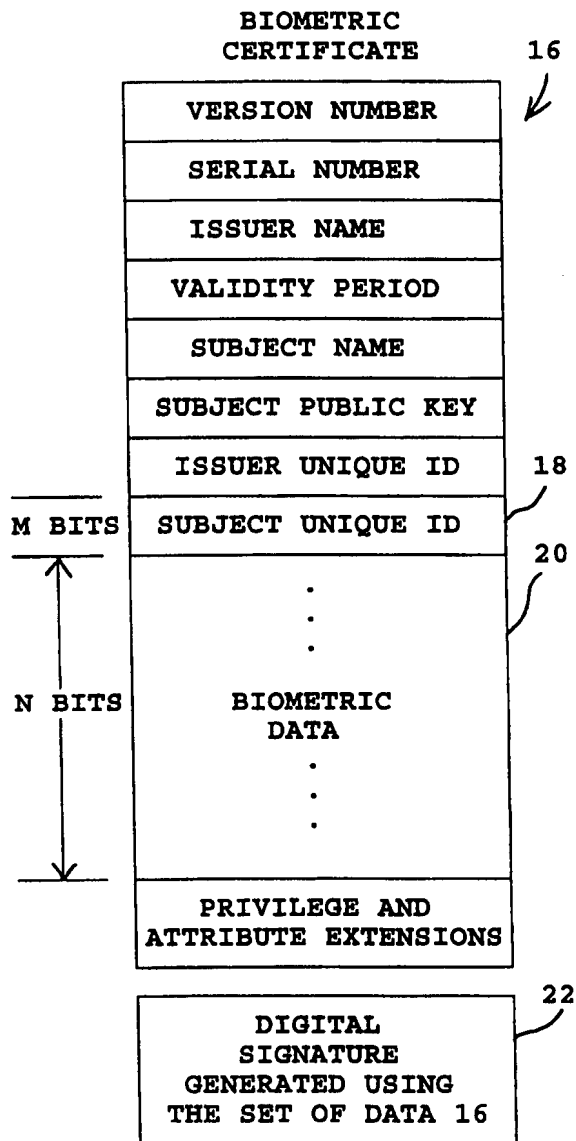 BIOMETRIC
CERTIFICATE
16
VERSION NUMBER
SERIAL NUMBER
ISSUER NAME
VALIDITY PERIOD
SUBJECT NAME
SUBJECT PUBLIC KEY
ISSUER UNIQUE ID
18
M BITS
SUBJECT UNIQUE ID
20
N BITS
BIOMETRIC
DATA
PRIVILEGE AND
ATTRIBUTE EXTENSIONS
22
DIGITAL
SIGNATURE
GENERATED USING
THE SET OF DATA 16